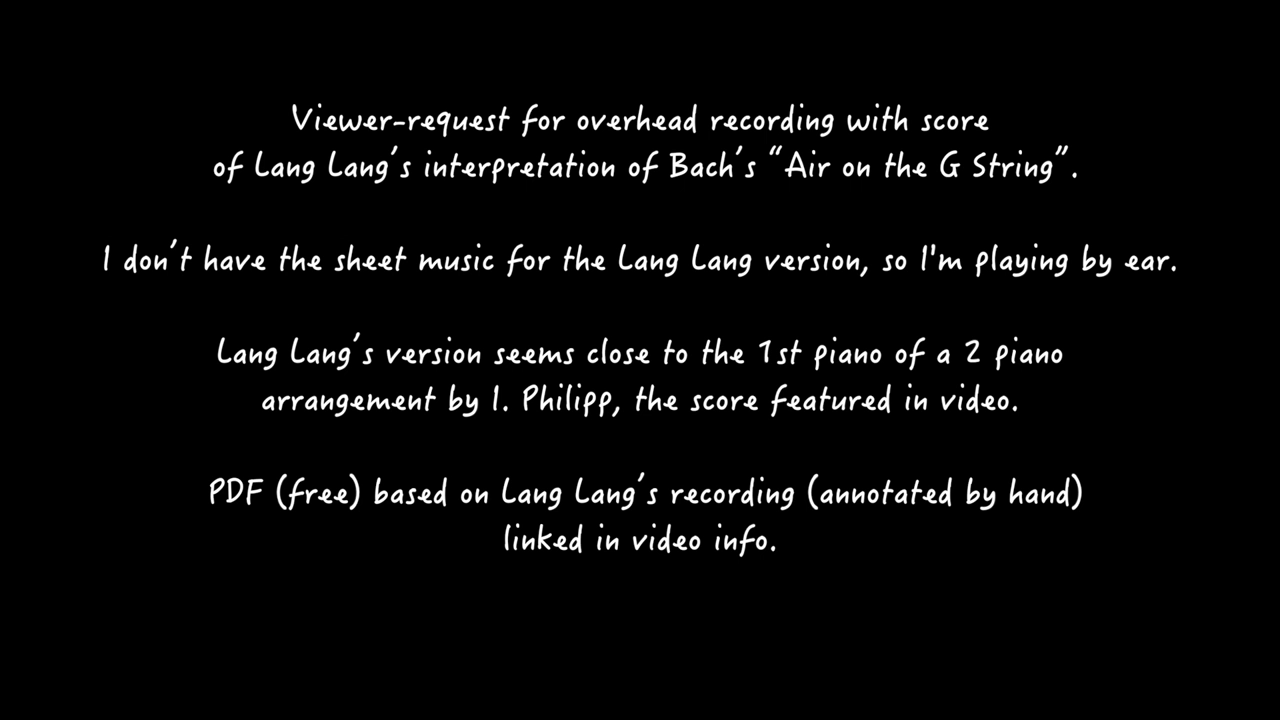 Viewer-request for overhead recording with score
of Lang Lang’s interpretation of Bach’s “Air on the G String”.
I don’t have the sheet music for the Lang Lang version, so I'm playing by ear.
Lang Lang’s version seems close to the 1st piano of a 2 piano
arrangement by I. Philipp, the score featured in video.
PDF (free) based on Lang Lang’s recording (annotated by hand)
linked in video info.